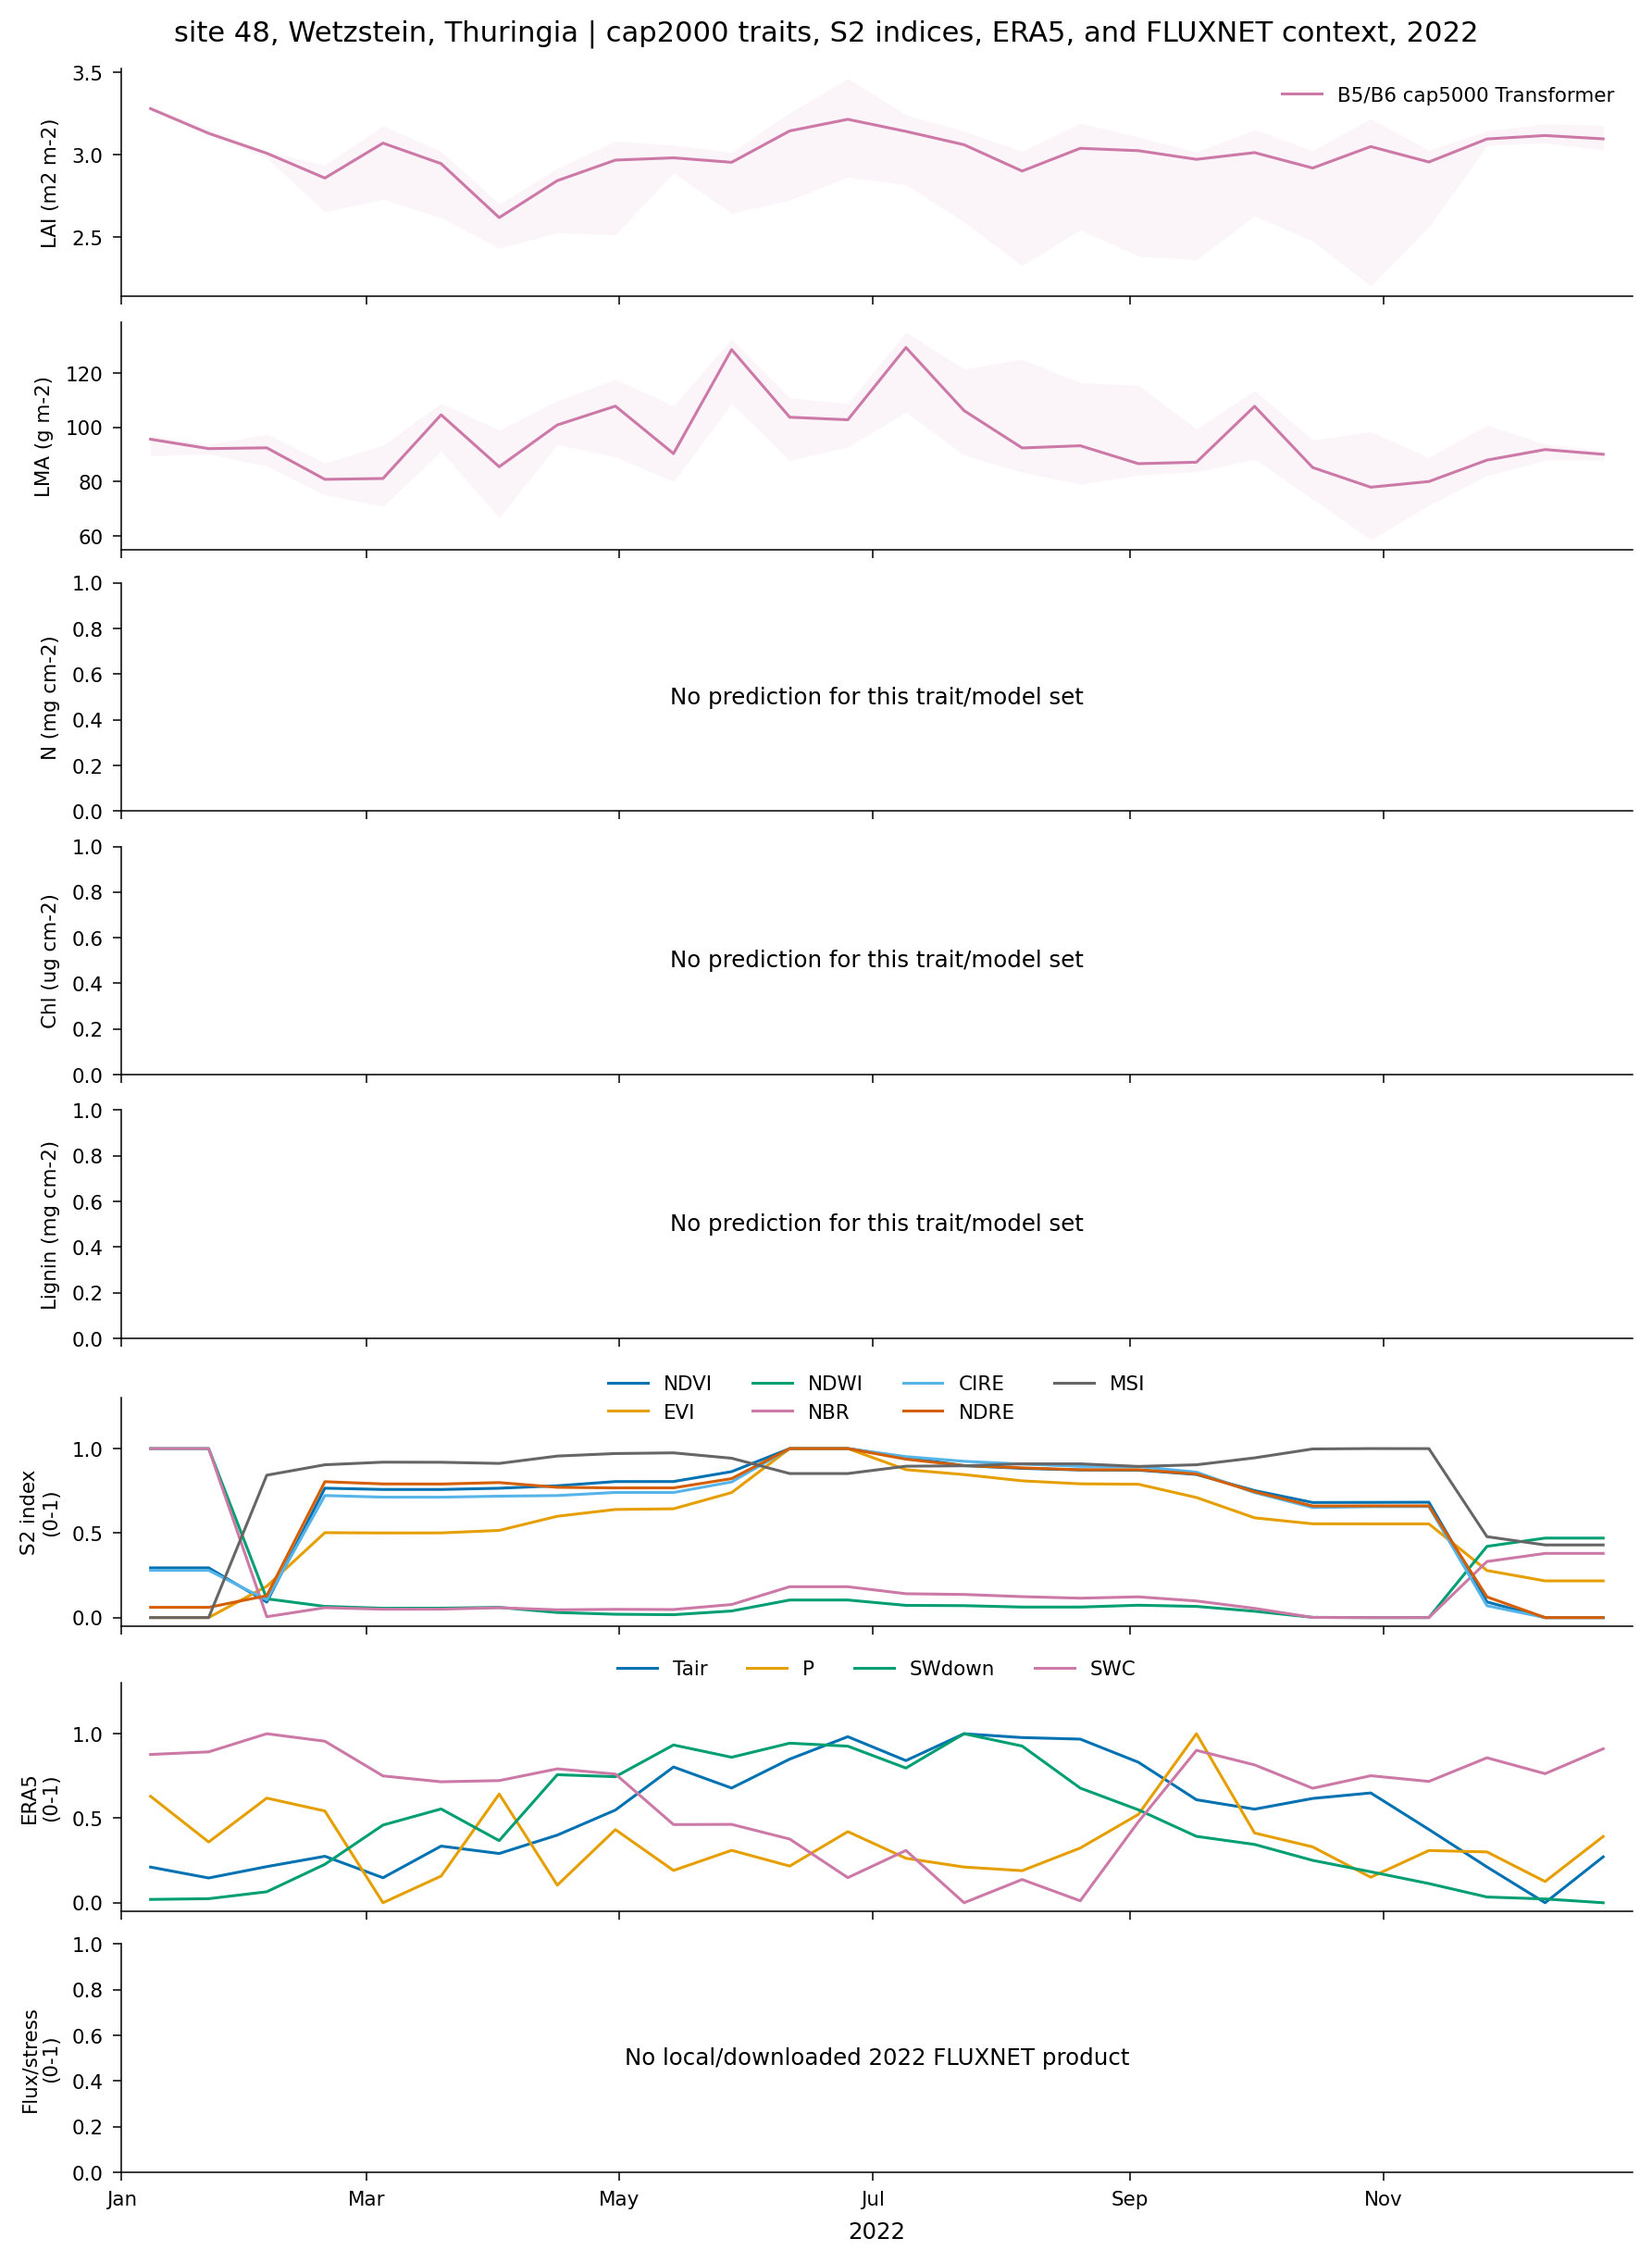 site 48, Wetzstein, Thuringia | cap2000 traits, S2 indices, ERA5, and FLUXNET context, 2022
3.5
3.0
2.5
LAI (m2 m-2)
B5/B6 cap5000 Transformer
120
100
80
60
LMA (g m-2)
1.0
0.8
0.6
0.4
0.2
0.0
N (mg cm-2)
No prediction for this trait/model set
1.0
0.8
0.6
0.4
0.2
0.0
Chl (ug cm-2)
No prediction for this trait/model set
1.0
0.8
0.6
0.4
0.2
0.0
Lignin (mg cm-2)
No prediction for this trait/model set
NDVI NDWI CIRE MSI
EVI NBR NDRE
1.0
0.5
0.0
S2 index
(0-1)
Tair P SWdown SWC
1.0
0.5
0.0
ERA5
(0-1)
1.0
0.8
0.6
0.4
0.2
0.0
Flux/stress
(0-1)
No local/downloaded 2022 FLUXNET product
Jan Mar May Jul Sep Nov
2022